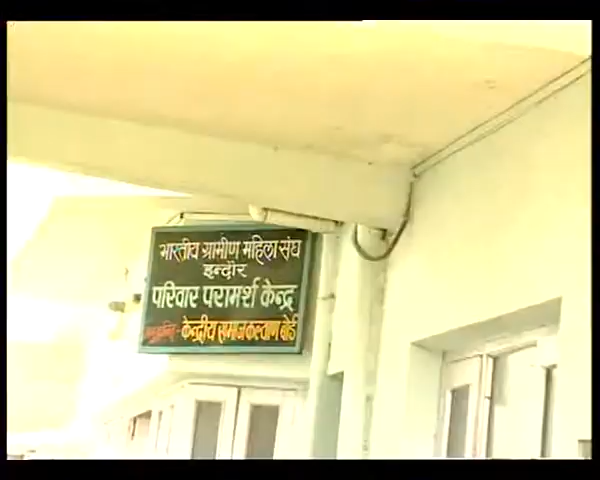 भारतीय ग्रामीण महिला संघ
इन्दौर
परिवार परामर्श केन्द्र
केन्द्रीय समाज कल्याण बोर्ड